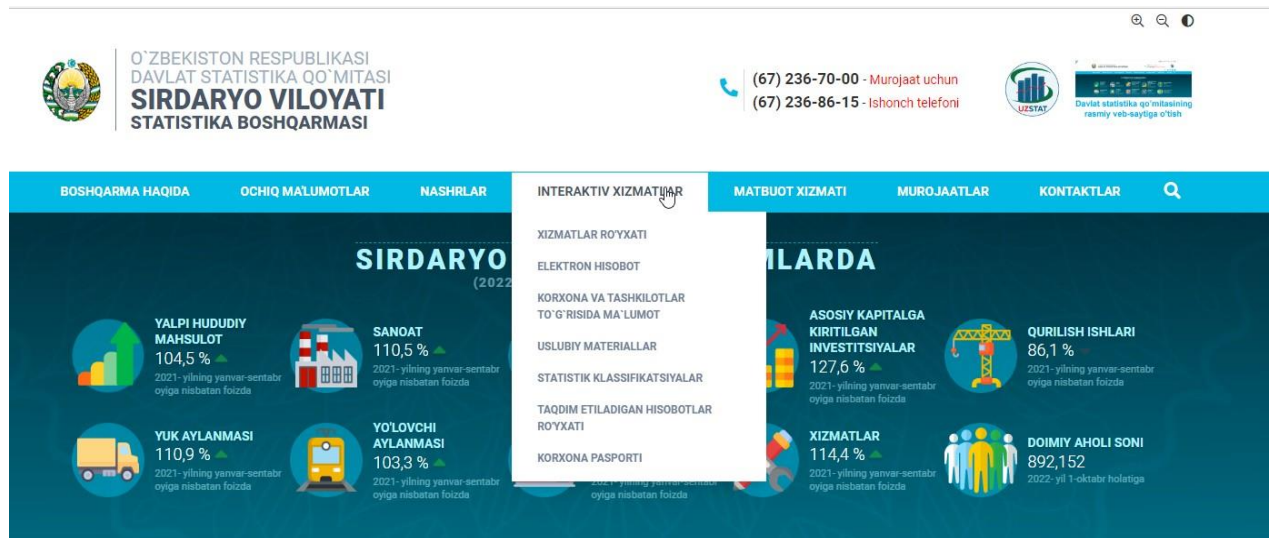 O`ZBEKISTON RESPUBLIKASI
DAVLAT STATISTIKA QO`MITASI
SIRDARYO VILOYATI
STATISTIKA BOSHQARMASI
(67) 236-70-00 - Murojaat uchun
(67) 236-86-15 - Ishonch telefoni
UZSTAT
Davlat statistika qo'mitasining
rasmiy veb-saytiga o'tish
BOSHQARMA HAQIDA
OCHIQ MA'LUMOTLAR
NASHRLAR
INTERAKTIV XIZMATLAR
MATBUOT XIZMATI
MUROJAATLAR
KONTAKTLAR
XIZMATLAR RO'YXATI
ELEKTRON HISOBOT
KORXONA VA TASHKILOTLAR
TO`G`RISIDA MA`LUMOT
USLUBIY MATERIALLAR
STATISTIK KLASSIFIKATSIYALAR
TAQDIM ETILADIGAN HISOBOTLAR
RO'YXATI
KORXONA PASPORTI
SIRDARYO
(2022
YALPI HUDUDIY
MAHSULOT
104,5 %
2021- yilning yanvar-sentabr
oyiga nisbatan foizda
SANOAT
110,5 %
2021- yilning yanvar-sentabr
oyiga nisbatan foizda
ASOSIY KAPITALGA
KIRITILGAN
INVESTITSIYALAR
127,6 %
2021- yilning yanvar-sentabr
oyiga nisbatan foizda
QURILISH ISHLARI
86,1 %
2021- yilning yanvar-sentabr
oyiga nisbatan foizda
YUK AYLANMASI
110,9 %
2021- yilning yanvar-sentabr
oyiga nisbatan foizda
YO'LOVCHI
AYLANMASI
103,3 %
2021- yilning yanvar-sentabr
oyiga nisbatan foizda
oyiga nisbatan foizda
XIZMATLAR
114,4 %
2021- yilning yanvar-sentabr
oyiga nisbatan foizda
DOIMIY AHOLI SONI
892,152
2022- yil 1-oktabr holatiga